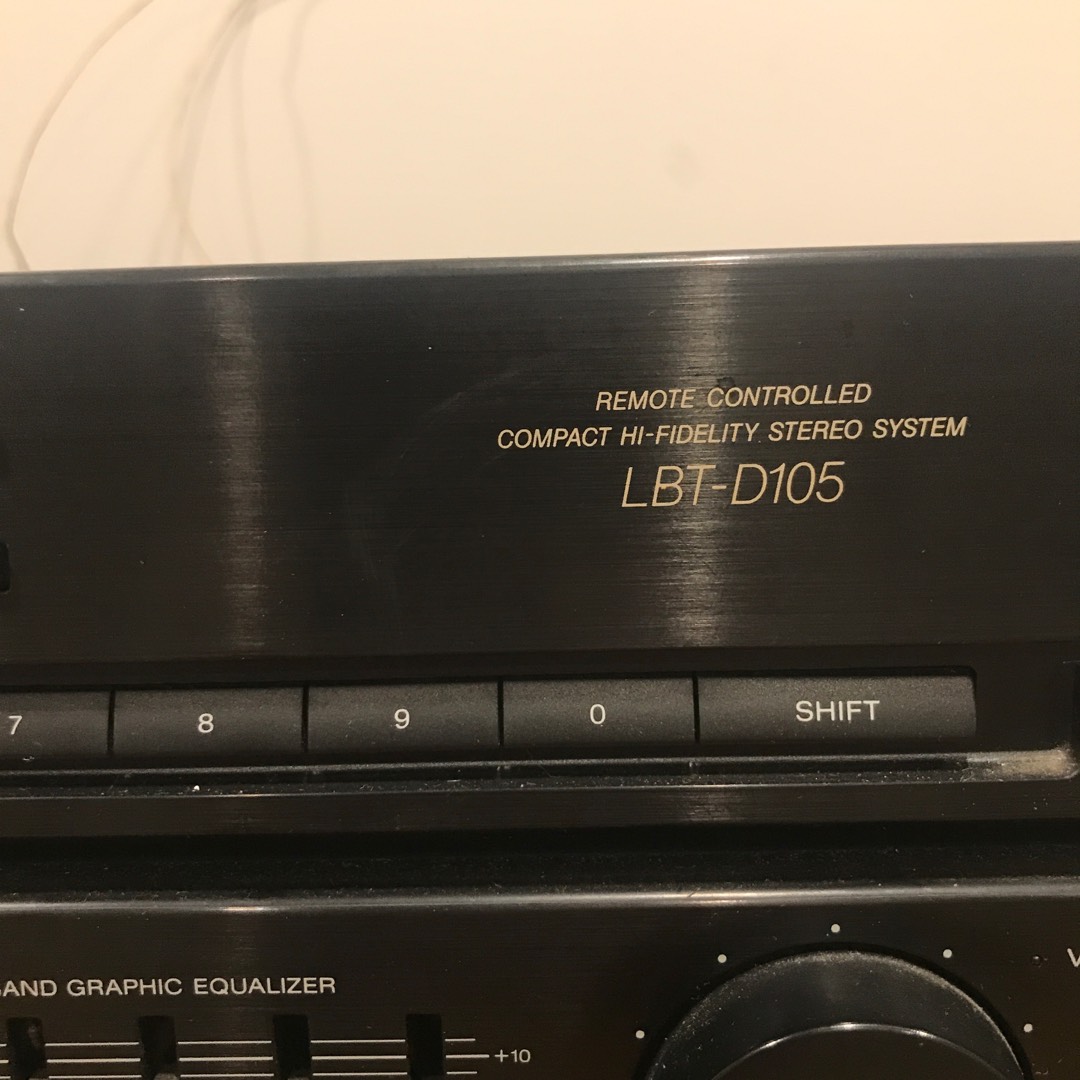 REMOTE CONTROLLED
COMPACT HI-FIDELITY STEREO SYSTEM
LBT-D105
7 8 9 0 SHIFT
GRAPHIC EQUALIZER
+10